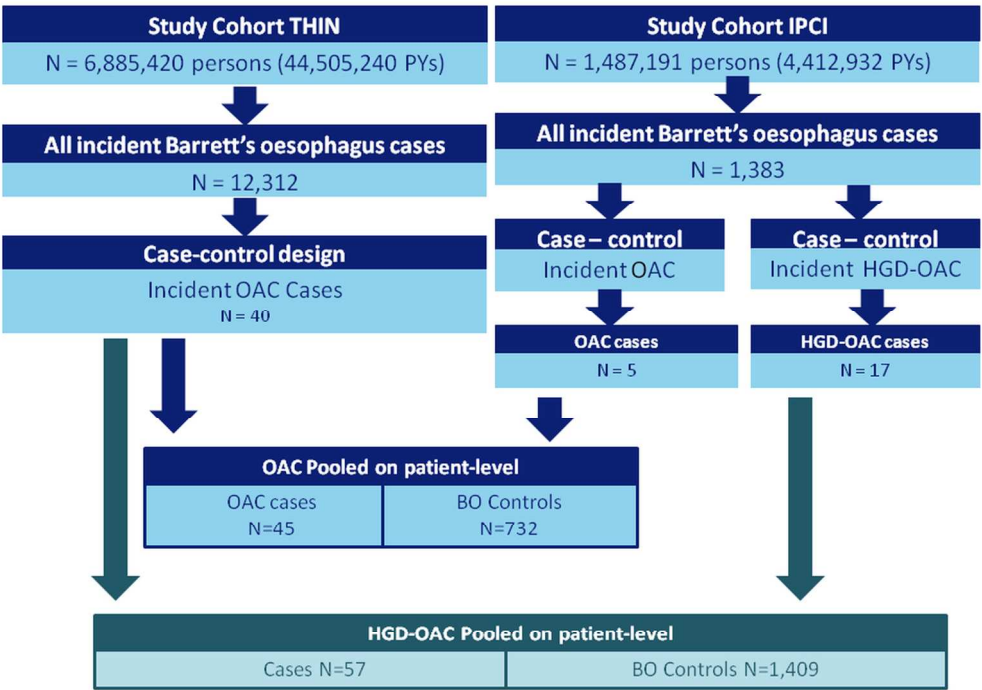 Study Cohort THIN
N = 6,885,420 persons (44,505,240 PYs)
All incident Barrett's oesophagus cases
N = 12,312
Case-control design
Incident OAC Cases
N = 40
Study Cohort IPCI
N = 1,487,191 persons (4,412,932 PYs)
All incident Barrett's oesophagus cases
N = 1,383
Case – control
Incident OAC
OAC cases
N = 5
Case – control
Incident HGD-OAC
HGD-OAC cases
N = 17
OAC Pooled on patient-level
OAC cases
N=45
BO Controls
N=732
HGD-OAC Pooled on patient-level
Cases N=57
BO Controls N=1,409